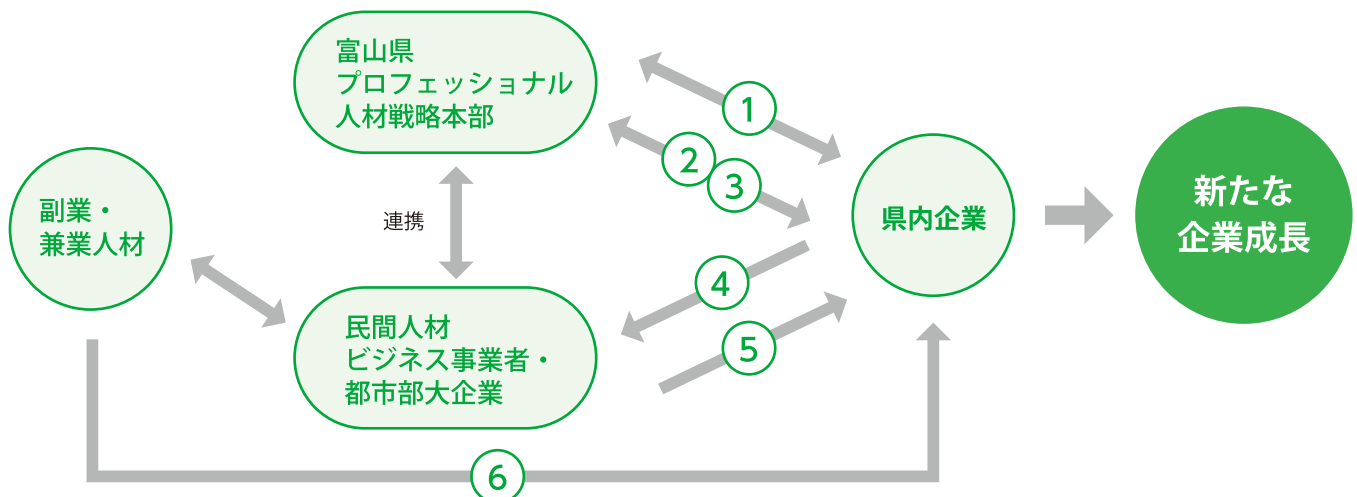 富山県
プロフェッショナル
人材戦略本部
①
②
③
副業・
兼業人材
連携
県内企業
新たな
企業成長
④
⑤
民間人材
ビジネス事業者・
都市部大企業
⑥